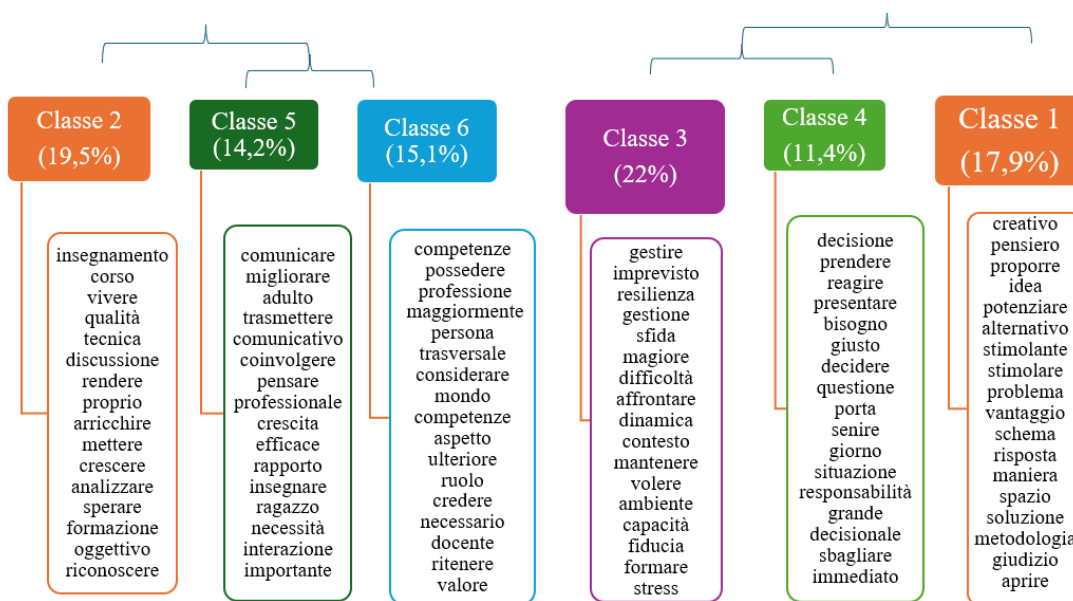 Classe 2
(19,5%)
Classe 5
(14,2%)
Classe 6
(15,1%)
Classe 3
(22%)
Classe 4
(11,4%)
Classe 1
(17,9%)
insegnamento
corso
vivere
qualità
tecnica
discussione
rendere
proprio
arricchire
mettere
crescere
analizzare
sperare
formazione
oggettivo
riconoscere
comunicare
migliorare
adulto
trasmettere
comunicativo
coinvolgere
pensare
professionale
crescita
efficace
rapporto
insegnare
ragazzo
necessità
interazione
importante
competenze
possedere
professione
maggiormente
persona
trasversale
considerare
mondo
competenze
aspetto
ulteriore
ruolo
credere
necessario
docente
ritenere
valore
gestire
imprevisto
resilienza
gestione
sfida
magiore
difficoltà
affrontare
dinamica
contesto
mantenere
volere
ambiente
capacità
fiducia
formare
stress
decisione
prendere
reagire
presentare
bisogno
giusto
decidere
questione
porta
senire
giorno
situazione
responsabilità
grande
decisionale
sbagliare
immediato
creativo
pensiero
proporre
idea
potenziare
alternativo
stimolante
stimolare
problema
vantaggio
schema
risposta
maniera
spazio
soluzione
metodologia
giudizio
aprire